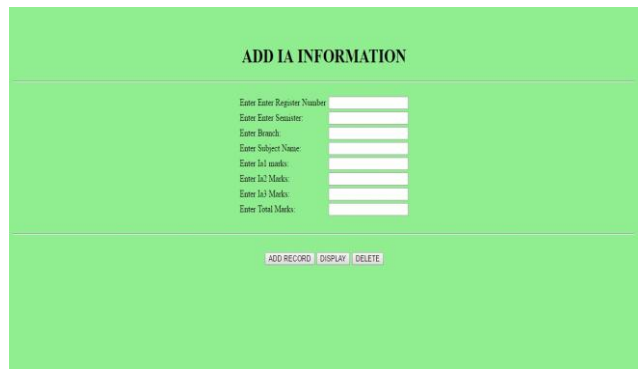 ADD IA INFORMATION
Enter Enter Register Number
Enter Enter Semister:
Enter Branch:
Enter Subject Name:
Enter Ia1 marks:
Enter Ia2 Marks:
Enter Ia3 Marks:
Enter Total Marks:
ADD RECORD DISPLAY DELETE